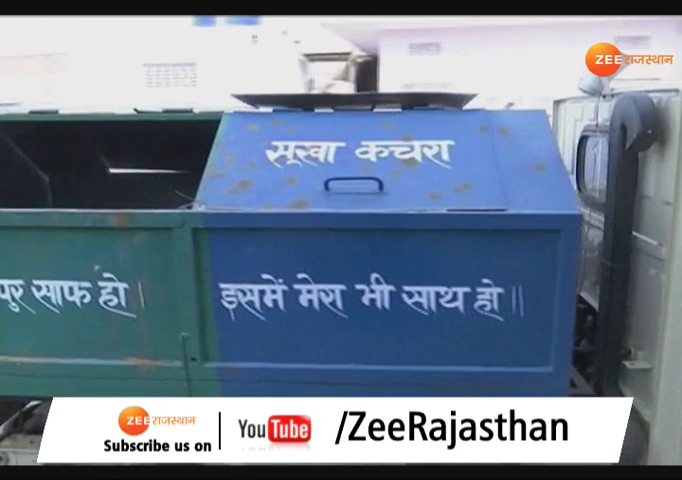 ZEE राजस्थान
सूखा कचरा
पुर साफ हो।
इसमें मेरा भी साथ हो॥
ZEE राजस्थान
Subscribe us on
YouTube
/ZeeRajasthan